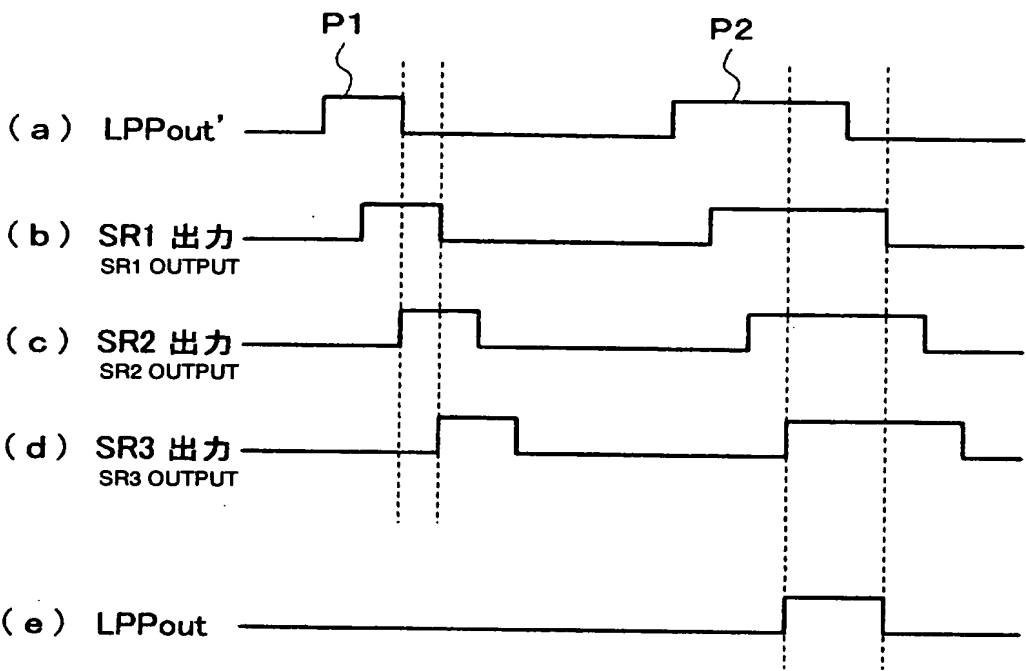 P1
P2
(a) LPPout'
(b) SR1 出力
SR1 OUTPUT
(c) SR2 出力
SR2 OUTPUT
(d) SR3 出力
SR3 OUTPUT
(e) LPPout